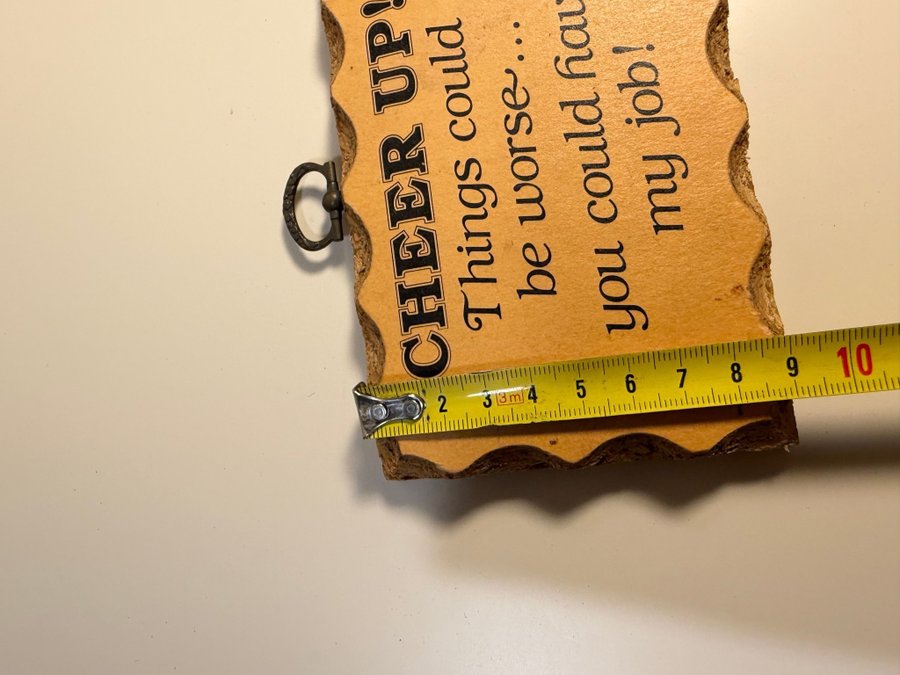 CHEER UP!
Things could
be worse...
you could hav
my job!
2 3 3m 4 5 6 7 8 9 10